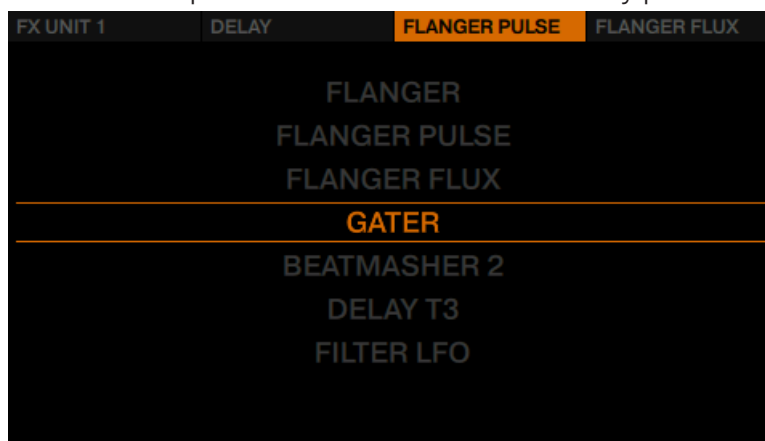 FX UNIT 1 DELAY FLANGER PULSE FLANGER FLUX
FLANGER
FLANGER PULSE
FLANGER FLUX
GATER
BEATMASHER 2
DELAY T3
FILTER LFO